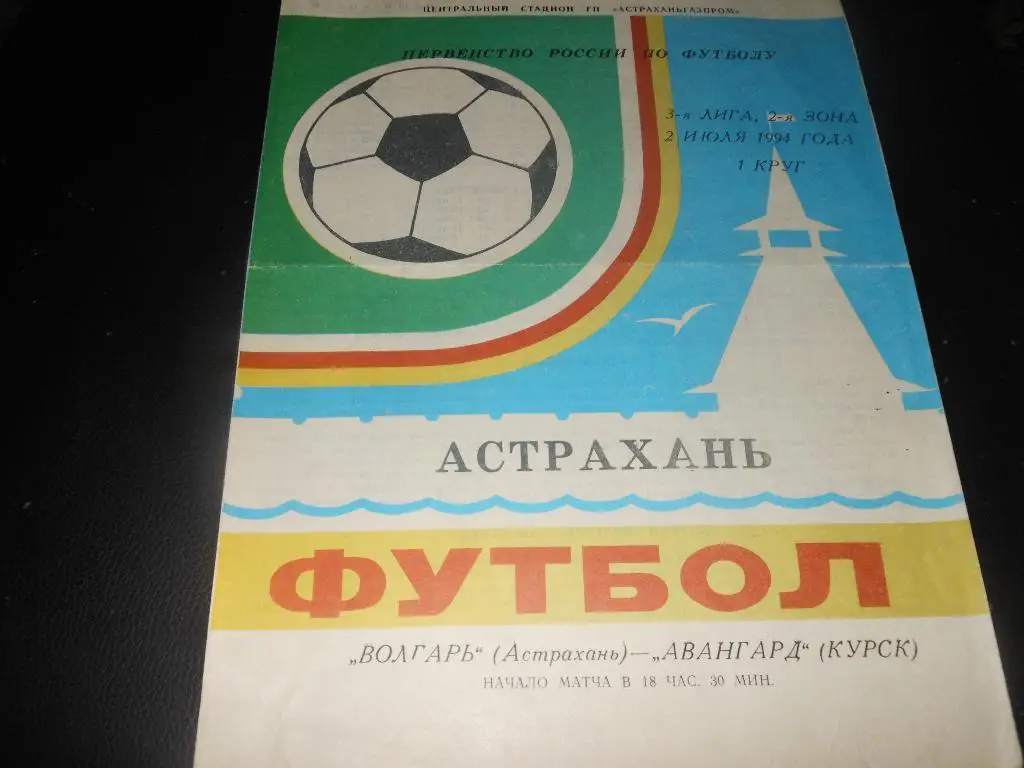 ЦЕНТРАЛЬНЫЙ СТАДИОН ГП «АСТРАХАНЬГАЗПРОМ»
ПЕРВЕНСТВО РОССИИ ПО ФУТБОЛУ
3-я ЛИГА, 2-я ЗОНА
2 ИЮЛЯ 1994 ГОДА
1 КРУГ
АСТРАХАНЬ
ФУТБОЛ
„ВОЛГАРЬ“ (Астрахань)—„АВАНГАРД“ (КУРСК)
НАЧАЛО МАТЧА В 18 ЧАС. 30 МИН.